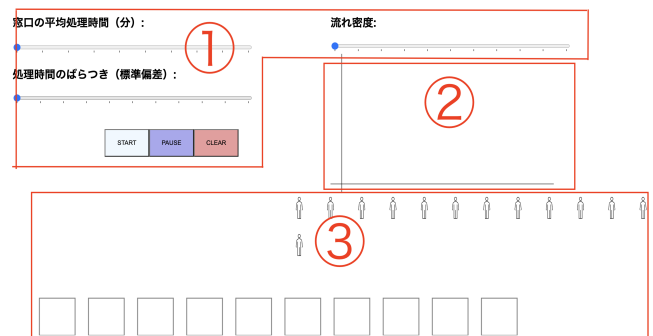 窓口の平均処理時間（分）:
流れ密度:
①
処理時間のばらつき（標準偏差）:
②
START PAUSE CLEAR
③